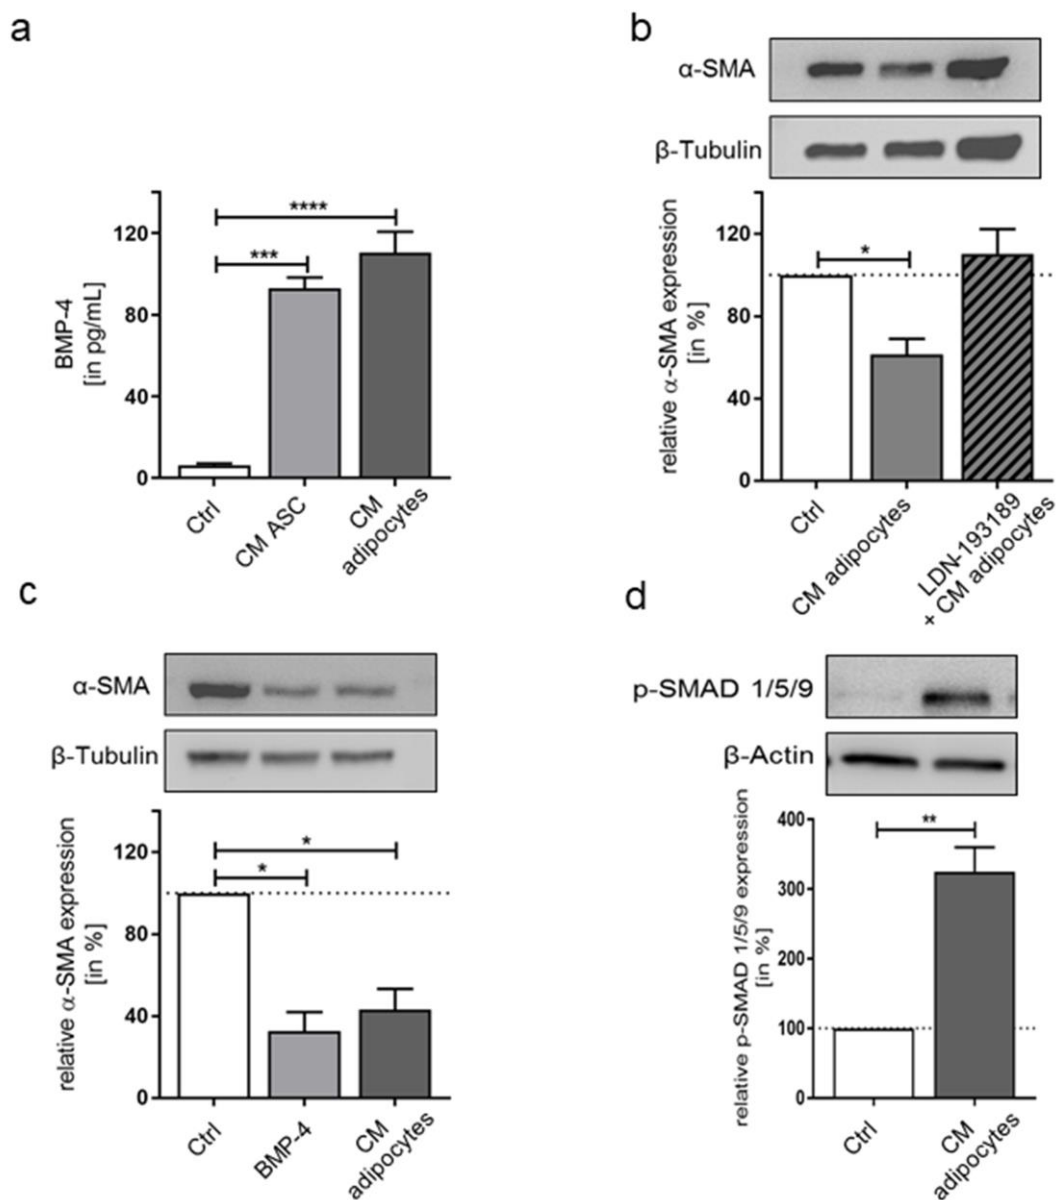 a
****
***
120
80
40
0
BMP-4
[in pg/mL]
Ctrl
CM ASC
CM
adipocytes
b
α-SMA
β-Tubulin
*
120
80
40
0
relative α-SMA expression
[in %]
Ctrl
CM adipocytes
LDN-193189
+ CM adipocytes
c
α-SMA
β-Tubulin
*
*
120
80
40
0
relative α-SMA expression
[in %]
Ctrl
BMP-4
CM
adipocytes
d
p-SMAD 1/5/9
β-Actin
**
400
300
200
100
0
relative p-SMAD 1/5/9 expression
[in %]
Ctrl
CM
adipocytes